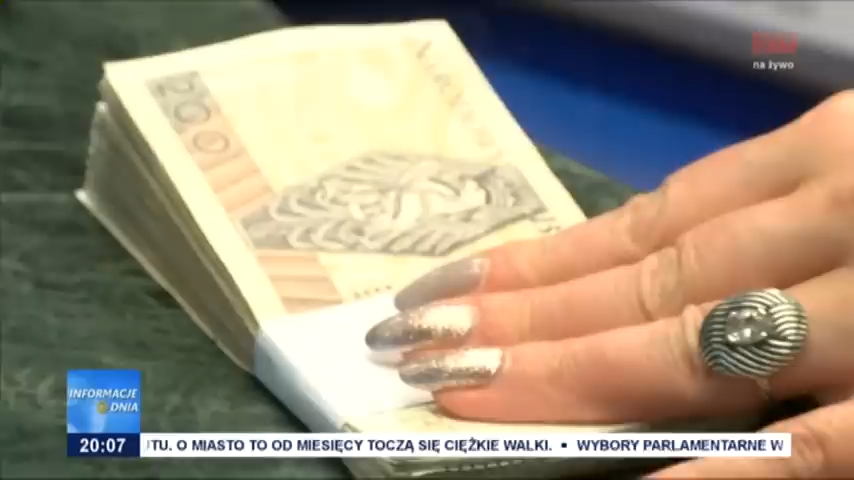 200
na żywo
INFORMACJE
DNIA
20:07
TU. O MIASTO TO OD MIESIĘCY TOCZĄ SIĘ CIĘŻKIE WALKI. ▪ WYBORY PARLAMENTARNE W